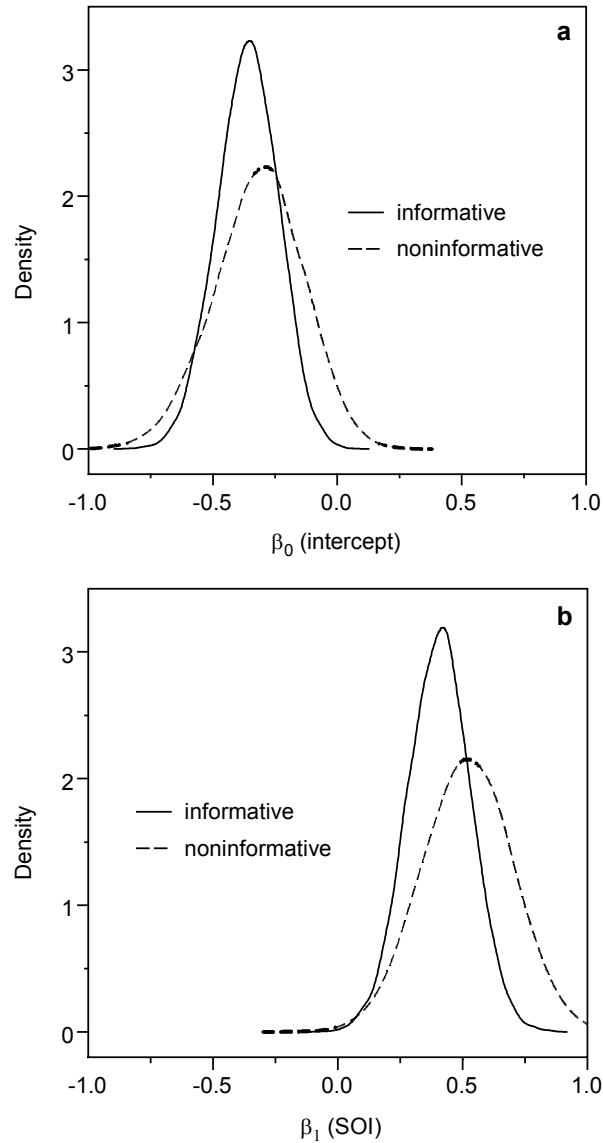 a
3
2
1
0
Density
informative
noninformative
-1.0 -0.5 0.0 0.5 1.0
β0 (intercept)
b
3
2
1
0
Density
informative
noninformative
-1.0 -0.5 0.0 0.5 1.0
β1 (SOI)